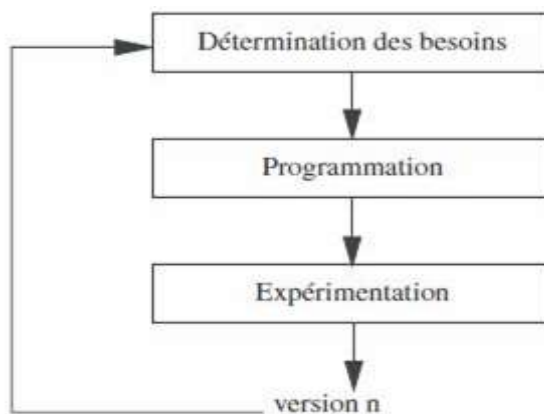 Détermination des besoins
Programmation
Expérimentation
version n